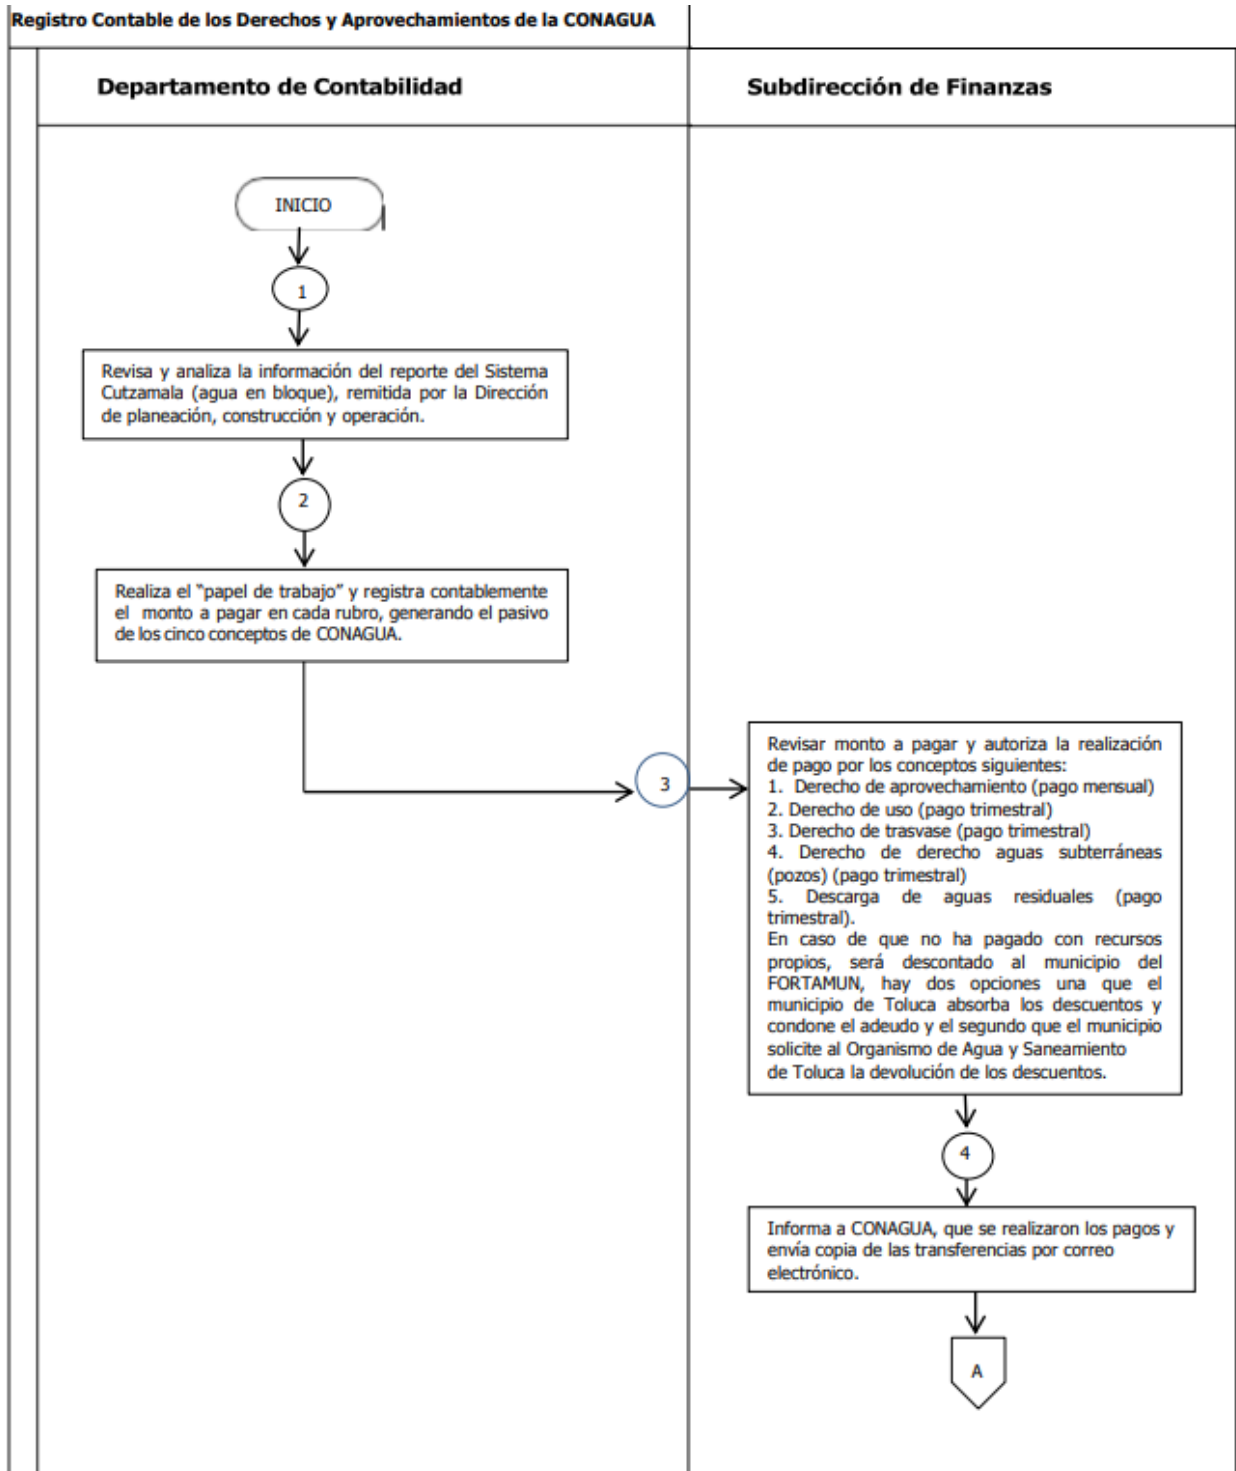 Registro Contable de los Derechos y Aprovechamientos de la CONAGUA
Departamento de Contabilidad
Subdirección de Finanzas
INICIO
1
Revisa y analiza la información del reporte del Sistema
Cutzamala (agua en bloque), remitida por la Dirección
de planeación, construcción y operación.
2
Realiza el "papel de trabajo" y registra contablemente
el monto a pagar en cada rubro, generando el pasivo
de los cinco conceptos de CONAGUA.
3
Revisar monto a pagar y autoriza la realización
de pago por los conceptos siguientes:
1. Derecho de aprovechamiento (pago mensual)
2. Derecho de uso (pago trimestral)
3. Derecho de trasvase (pago trimestral)
4. Derecho de derecho aguas subterráneas
(pozos) (pago trimestral)
5. Descarga de aguas residuales (pago
trimestral).
En caso de que no ha pagado con recursos
propios, será descontado al municipio del
FORTAMUN, hay dos opciones una que el
municipio de Toluca absorba los descuentos y
condone el adeudo y el segundo que el municipio
solicite al Organismo de Agua y Saneamiento
de Toluca la devolución de los descuentos.
4
Informa a CONAGUA, que se realizaron los pagos y
envía copia de las transferencias por correo
electrónico.
A